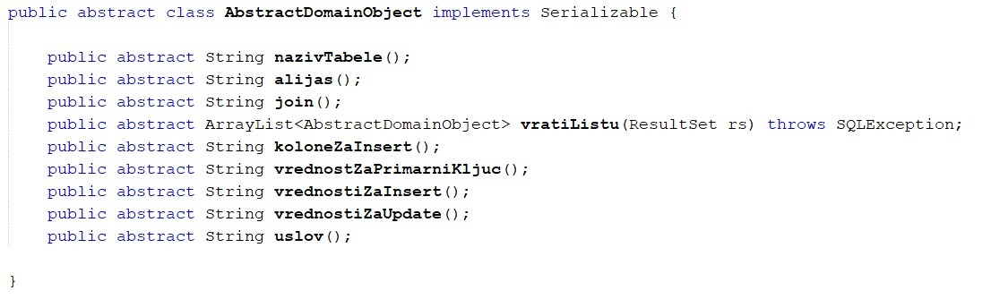 public abstract class AbstractDomainObject implements Serializable {
public abstract String nazivTabele();
public abstract String alijas();
public abstract String join();
public abstract ArrayList<AbstractDomainObject> vratiListu(ResultSet rs) throws SQLException;
public abstract String koloneZaInsert();
public abstract String vrednostZaPrimarniKljuc();
public abstract String vrednostiZaInsert();
public abstract String vrednostiZaUpdate();
public abstract String uslov();
}